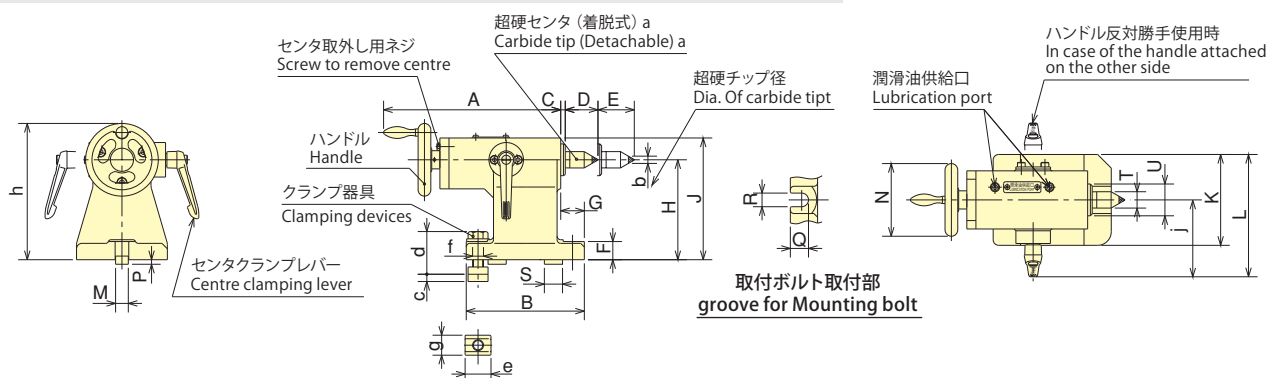 超硬センタ（着脱式）a
Carbide tip (Detachable) a
センタ取外し用ネジ
Screw to remove centre
超硬チップ径
Dia. Of carbide tipt
ハンドル反対勝手使用時
In case of the handle attached
on the other side
潤滑油供給口
Lubrication port
ハンドル
Handle
クランプ器具
Clamping devices
センタクランプレバー
Centre clamping lever
取付ボルト取付部
groove for Mounting bolt
h
M
P
A
C
D
E
b
G
H
J
F
d
f
c
S
B
g
e
R
Q
N
T
U
j
K
L